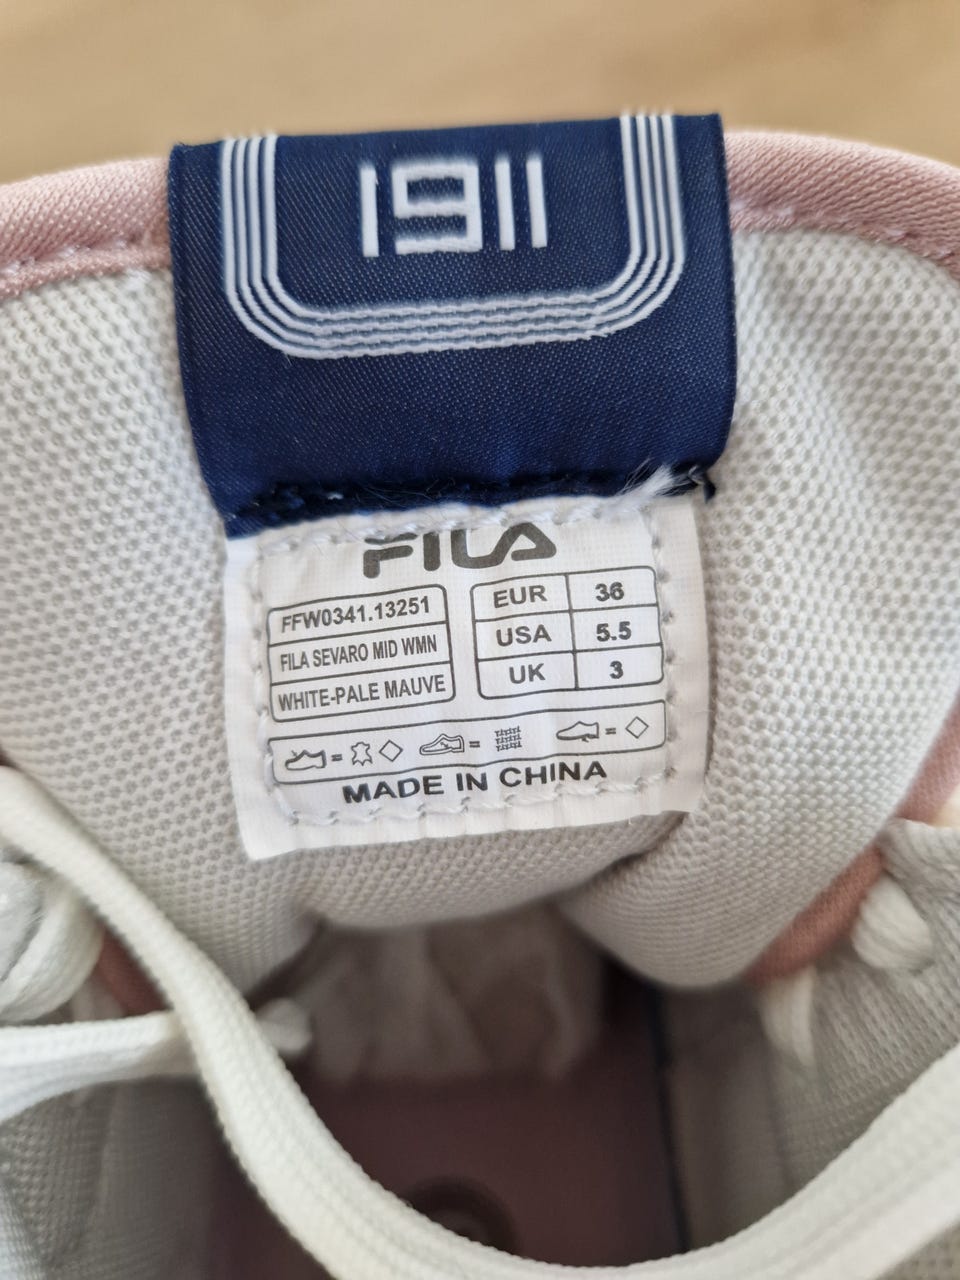 1911
FILA
FFW0341.13251
FILA SEVARO MID WMN
WHITE-PALE MAUVE
EUR 36
USA 5.5
UK 3
= =  =
MADE IN CHINA